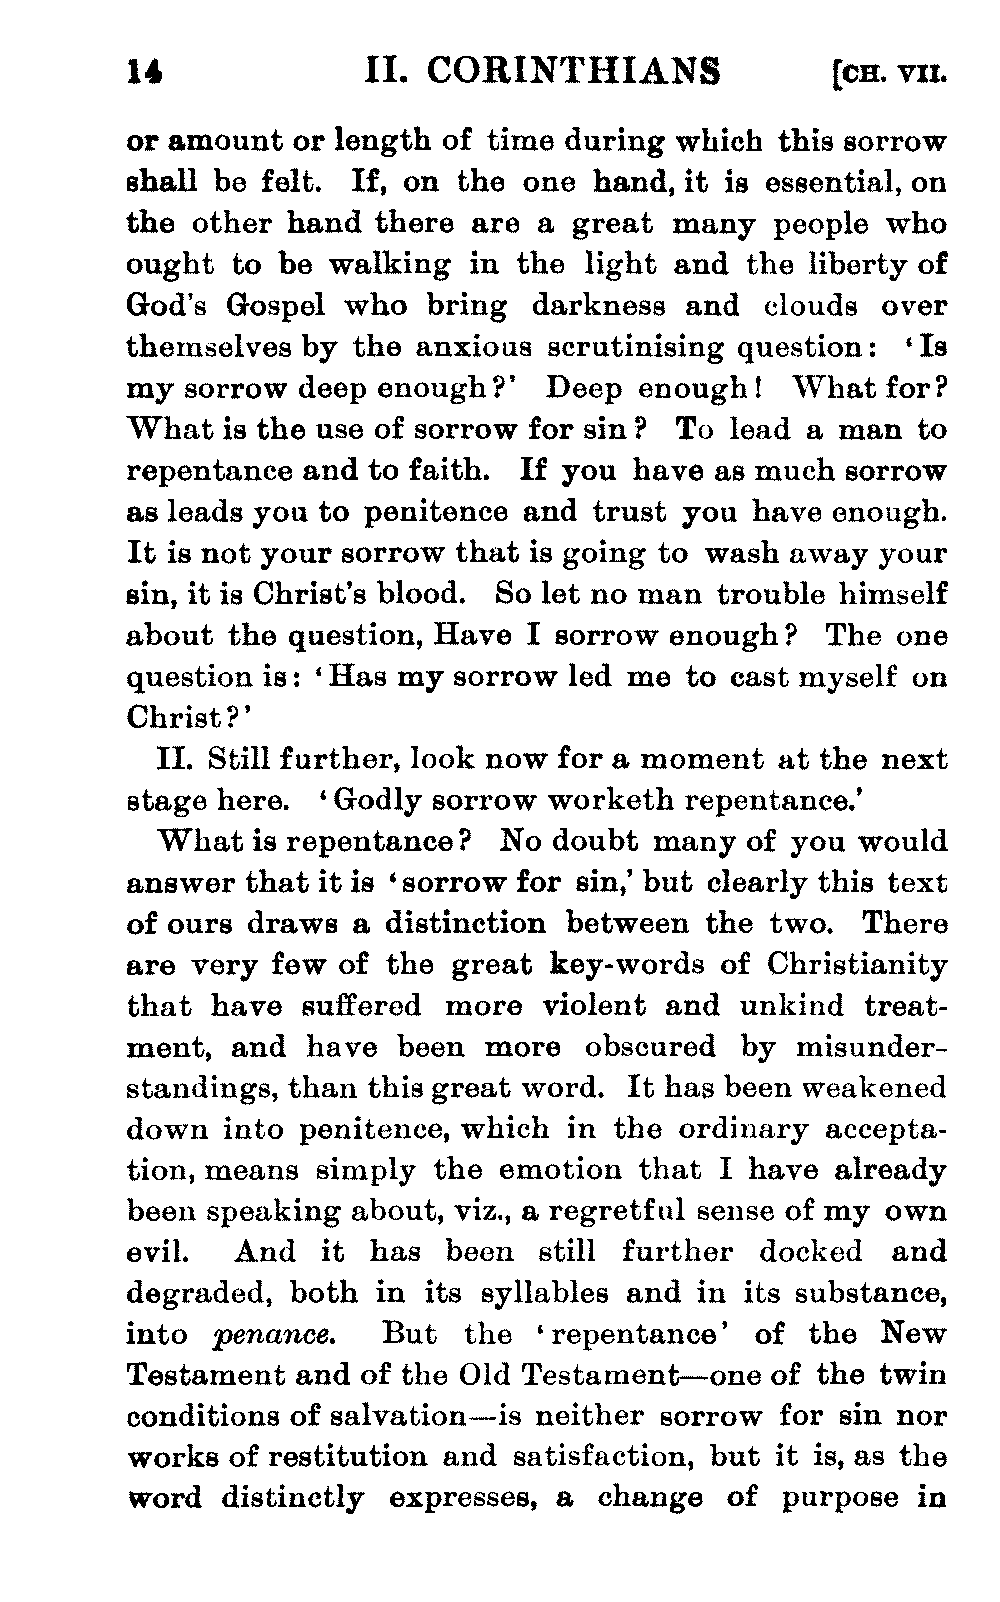 14 II. CORINTHIANS [CH. VII.
or amount or length of time during which this sorrow
shall be felt. If, on the one hand, it is essential, on
the other hand there are a great many people who
ought to be walking in the light and the liberty of
God's Gospel who bring darkness and clouds over
themselves by the anxious scrutinising question: 'Is
my sorrow deep enough?' Deep enough! What for?
What is the use of sorrow for sin? To lead a man to
repentance and to faith. If you have as much sorrow
as leads you to penitence and trust you have enough.
It is not your sorrow that is going to wash away your
sin, it is Christ's blood. So let no man trouble himself
about the question, Have I sorrow enough? The one
question is: 'Has my sorrow led me to cast myself on
Christ?'
II. Still further, look now for a moment at the next
stage here. 'Godly sorrow worketh repentance.'
What is repentance? No doubt many of you would
answer that it is 'sorrow for sin,' but clearly this text
of ours draws a distinction between the two. There
are very few of the great key-words of Christianity
that have suffered more violent and unkind treat-
ment, and have been more obscured by misunder-
standings, than this great word. It has been weakened
down into penitence, which in the ordinary accepta-
tion, means simply the emotion that I have already
been speaking about, viz., a regretful sense of my own
evil. And it has been still further docked and
degraded, both in its syllables and in its substance,
into penance. But the 'repentance' of the New
Testament and of the Old Testament—one of the twin
conditions of salvation—is neither sorrow for sin nor
works of restitution and satisfaction, but it is, as the
word distinctly expresses, a change of purpose in